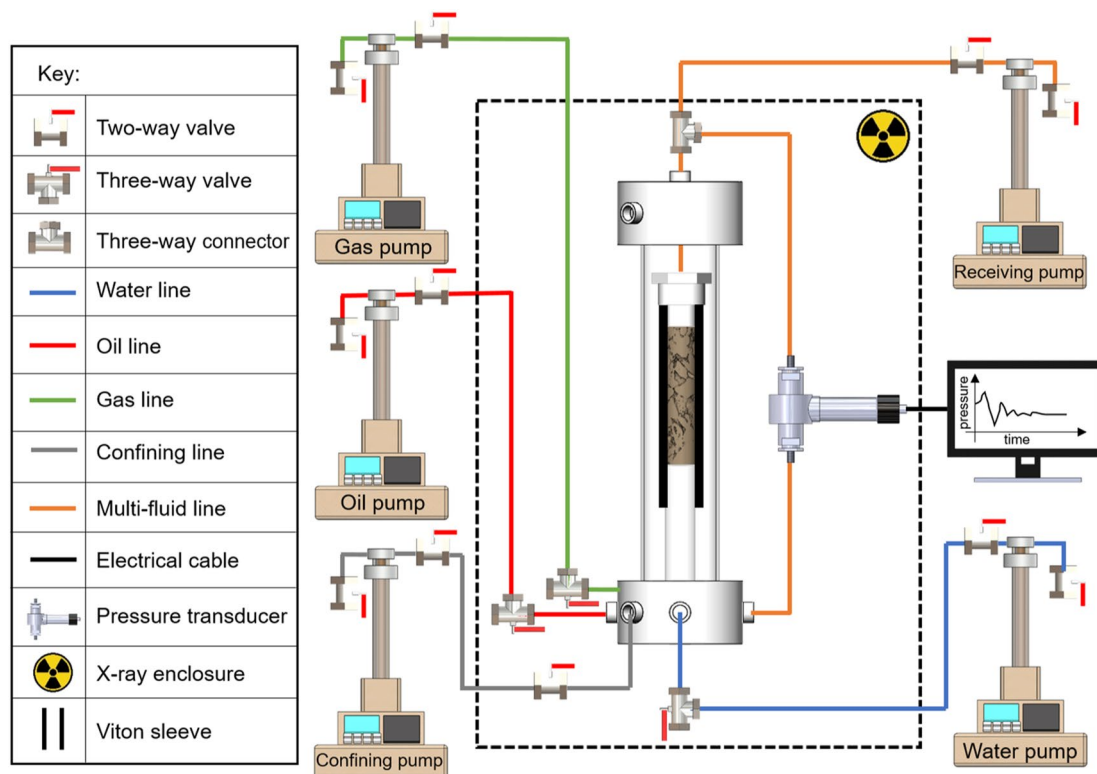 Key:
Two-way valve
Three-way valve
Three-way connector
Water line
Oil line
Gas line
Confining line
Multi-fluid line
Electrical cable
Pressure transducer
X-ray enclosure
Viton sleeve
Gas pump
Oil pump
Confining pump
Receiving pump
pressure
time
Water pump